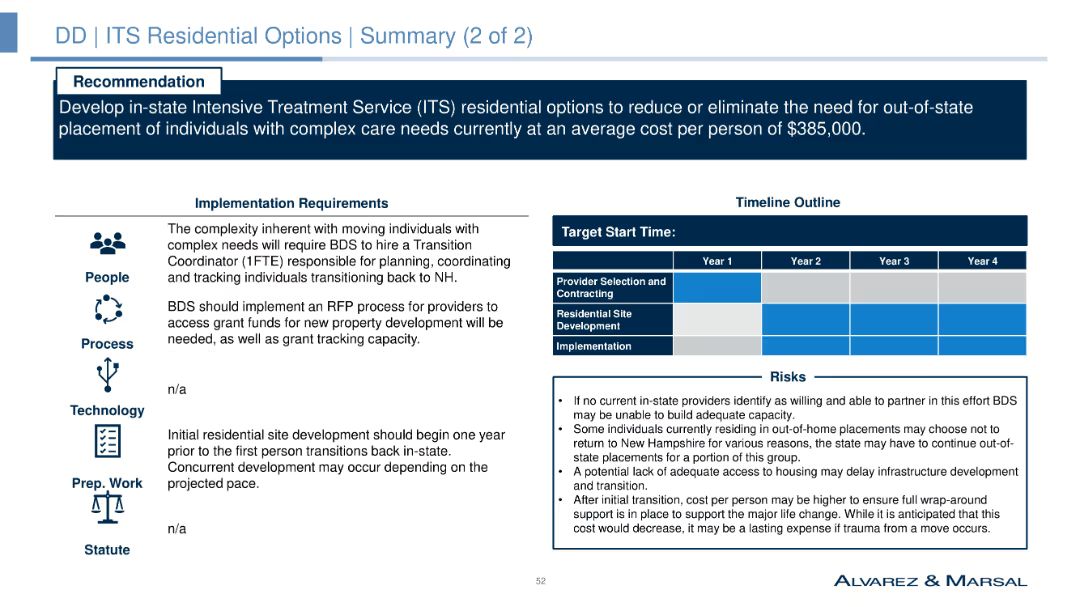 DD | ITS Residential Options | Summary (2 of 2)
Recommendation
Develop in-state Intensive Treatment Service (ITS) residential options to reduce or eliminate the need for out-of-state
placement of individuals with complex care needs currently at an average cost per person of $385,000.
Implementation Requirements
People
The complexity inherent with moving individuals with
complex needs will require BDS to hire a Transition
Coordinator (1FTE) responsible for planning, coordinating
and tracking individuals transitioning back to NH.
Process
BDS should implement an RFP process for providers to
access grant funds for new property development will be
needed, as well as grant tracking capacity.
Technology
n/a
Prep. Work
Initial residential site development should begin one year
prior to the first person transitions back in-state.
Concurrent development may occur depending on the
projected pace.
Statute
n/a
Timeline Outline
Target Start Time:
Year 1 Year 2 Year 3 Year 4
Provider Selection and
Contracting
Residential Site
Development
Implementation
Risks
• If no current in-state providers identify as willing and able to partner in this effort BDS
may be unable to build adequate capacity.
• Some individuals currently residing in out-of-home placements may choose not to
return to New Hampshire for various reasons, the state may have to continue out-of-
state placements for a portion of this group.
• A potential lack of adequate access to housing may delay infrastructure development
and transition.
• After initial transition, cost per person may be higher to ensure full wrap-around
support is in place to support the major life change. While it is anticipated that this
cost would decrease, it may be a lasting expense if trauma from a move occurs.
52
ALVAREZ & MARSAL